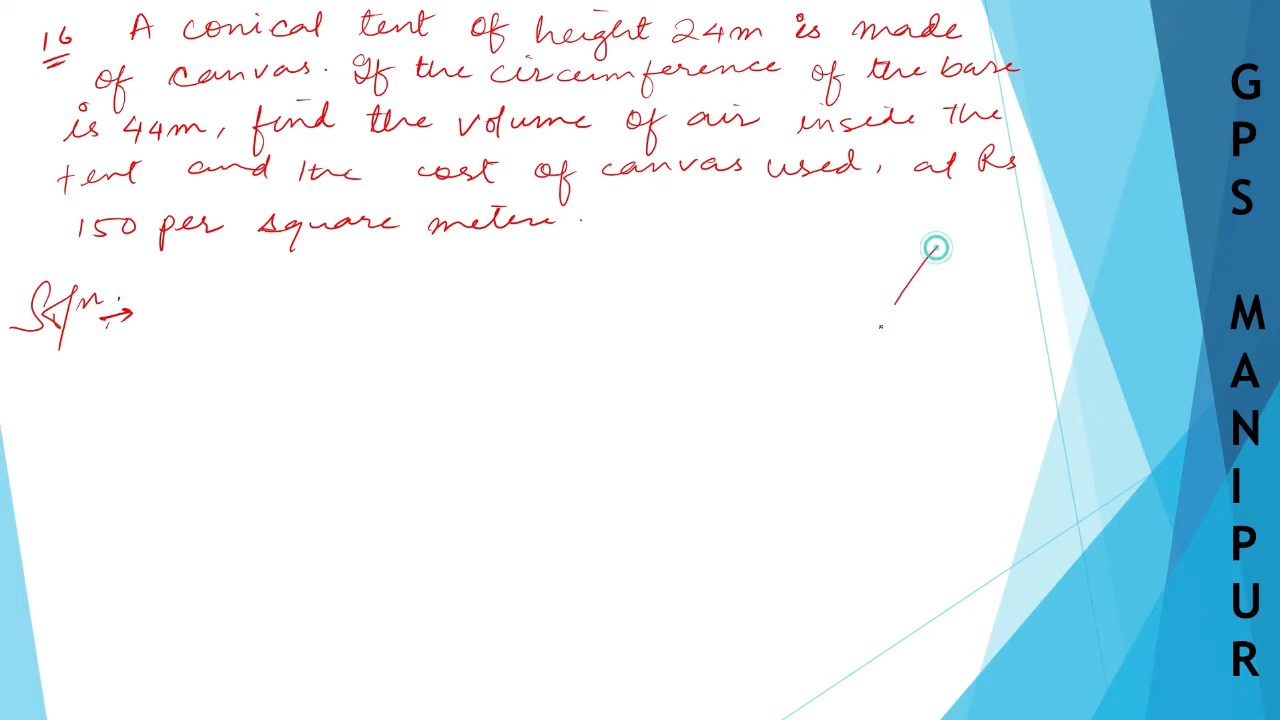 16 A conical tent of height 24m is made
of canvas. If the circumference of the base
is 44m, find the volume of air inside the
tent and the cost of canvas used, at Rs
150 per square metere.
Sol/n:→
GPS MANIPUR